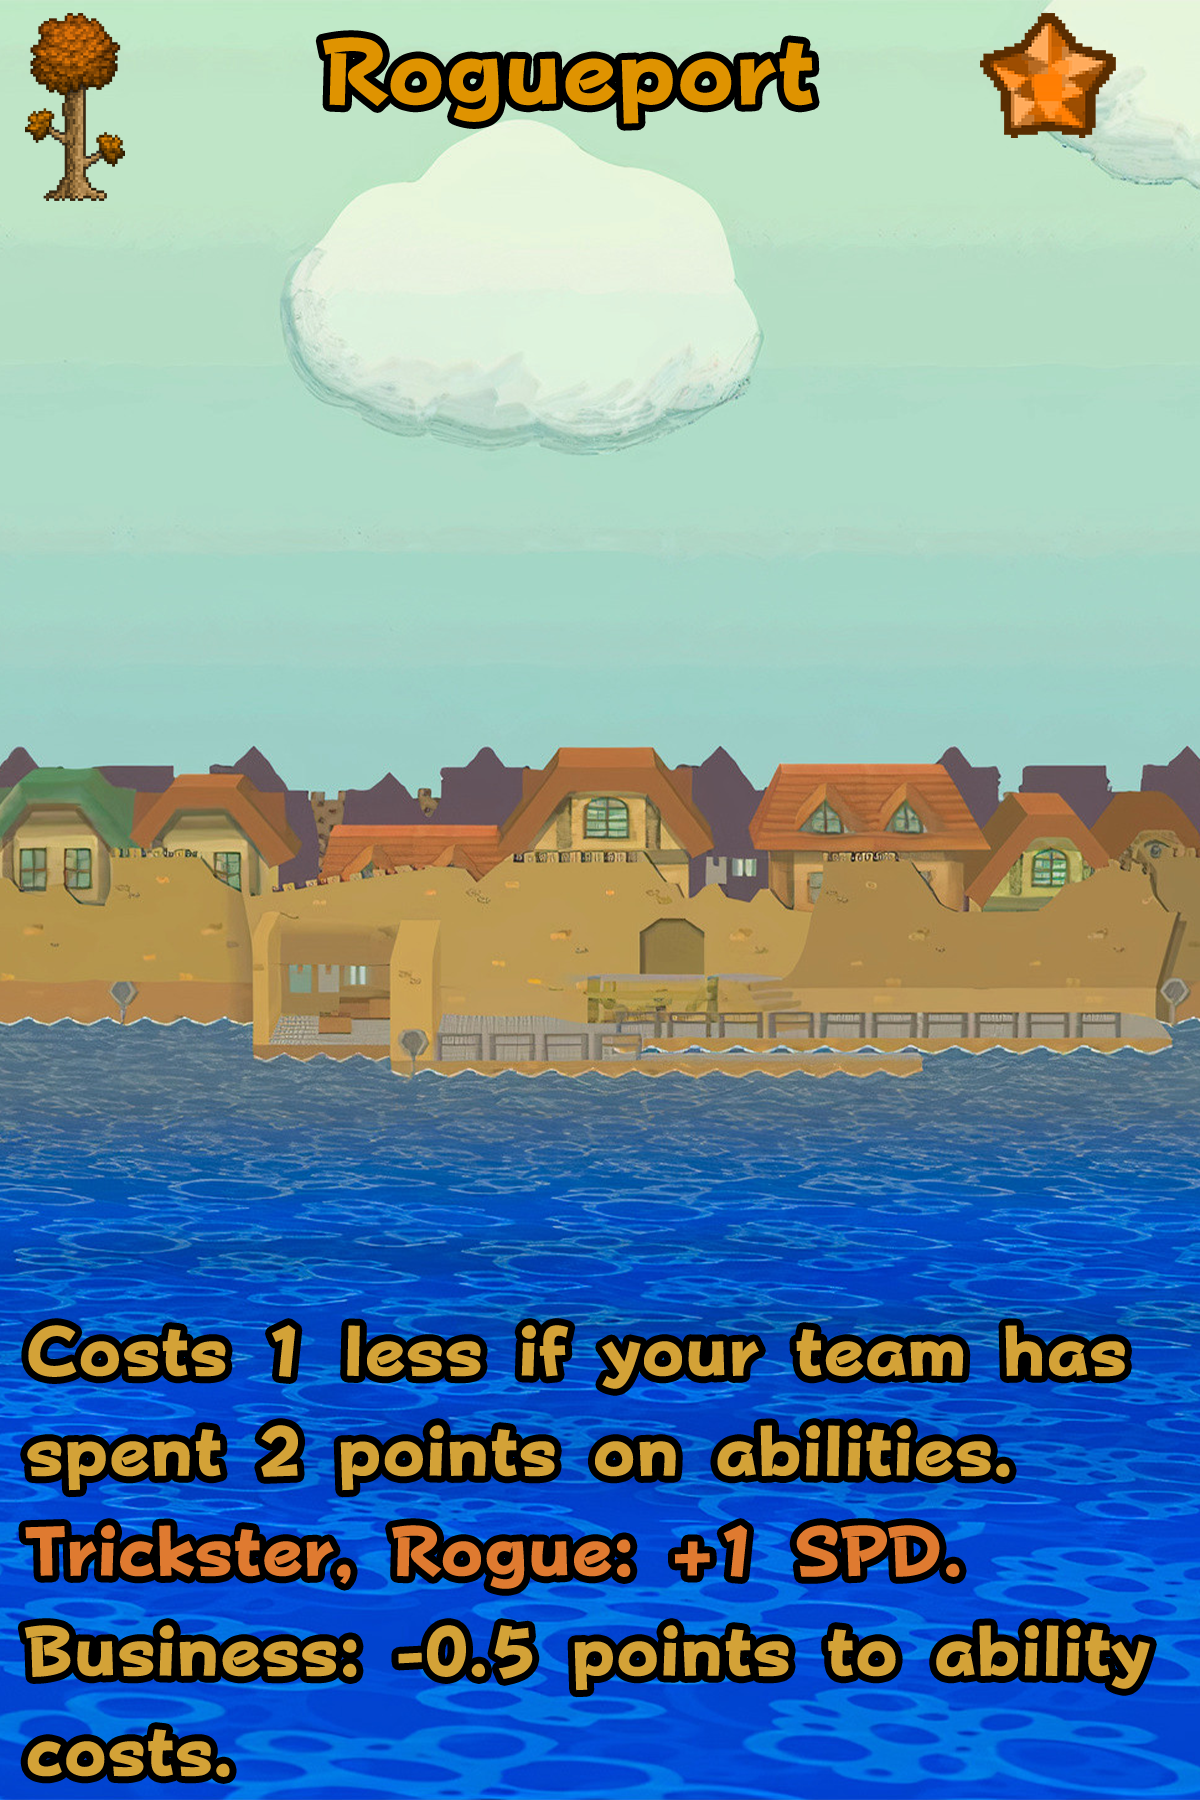 Rogueport
Costs 1 less if your team has
spent 2 points on abilities.
Trickster, Rogue: +1 SPD.
Business: -0.5 points to ability
costs.